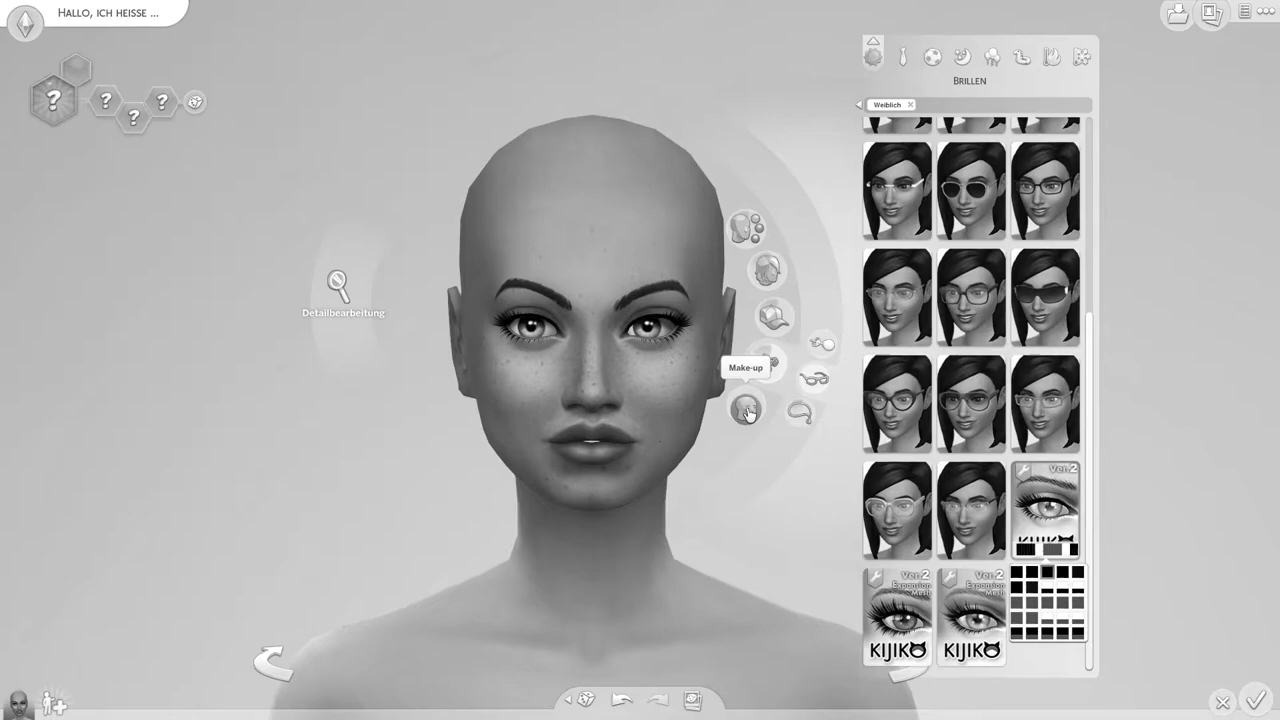 HALLO, ICH HEISSE ...
BRILLEN
Weiblich
Detailbearbeitung
Make-up
Ver.2
Ver.2
Expansion
Mesh
KIJIKO
Ver.2
Expansion
Mesh
KIJIKO